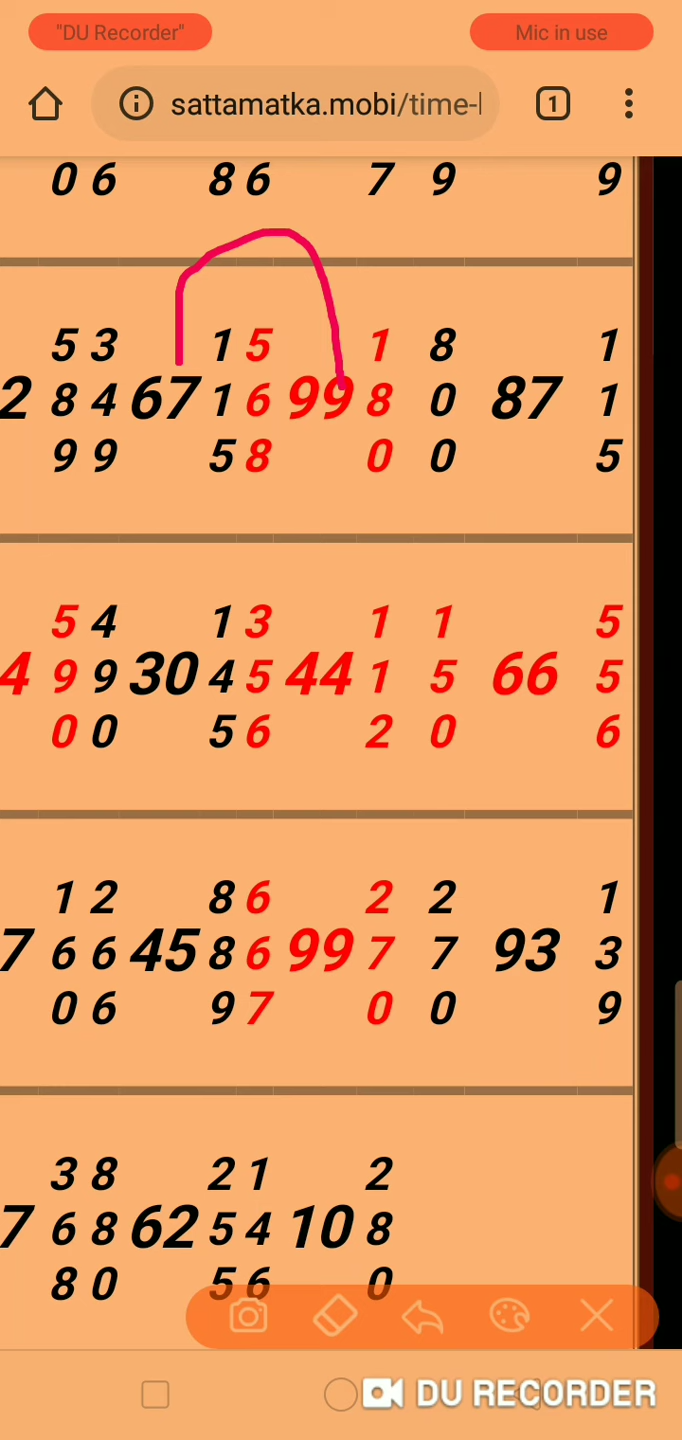 "DU Recorder" Mic in use
sattamatka.mobi/time-l 1
0 6 8 6 7 9 9
5 3 1 5 1 8 1
2 8 4 67 1 6 99 8 0 87 1
9 9 5 8 0 0 5
5 4 1 3 1 1 5
4 9 9 30 4 5 44 1 5 66 5
0 0 5 6 2 0 6
1 2 8 6 2 2 1
7 6 6 45 8 6 99 7 7 93 3
0 6 9 7 0 0 9
3 8 2 1 2
7 6 8 62 5 4 10 8
8 0 5 6 0
DU RECORDER